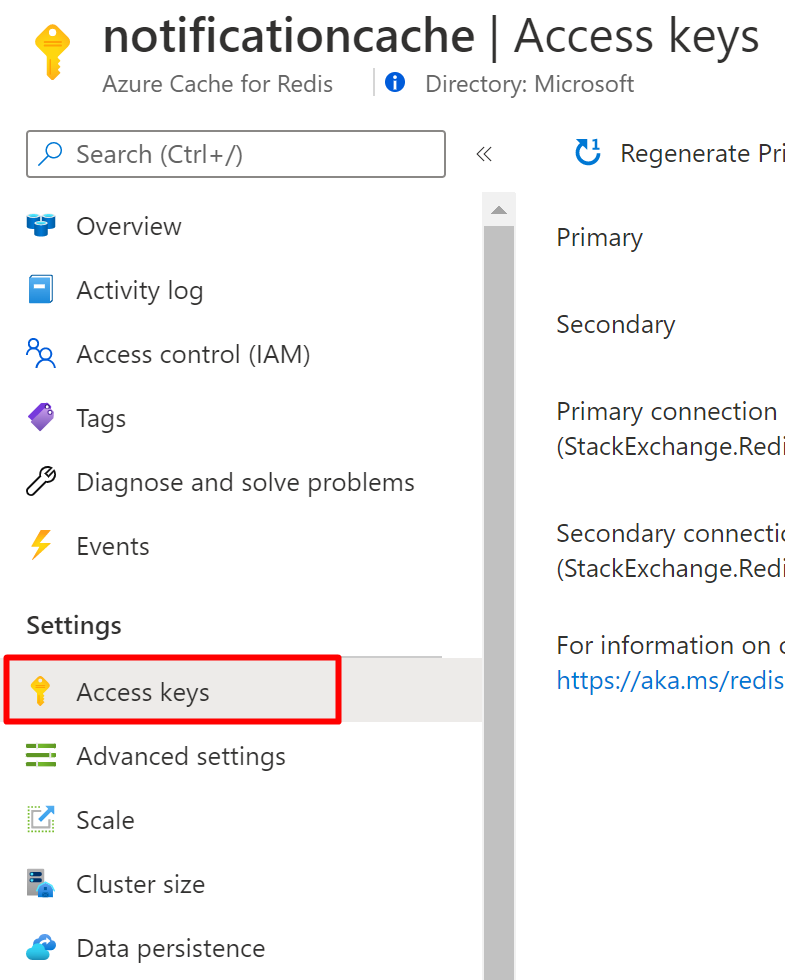 notificationcache | Access keys
Azure Cache for Redis
Directory: Microsoft
Search (Ctrl+/)
Overview
Activity log
Access control (IAM)
Tags
Diagnose and solve problems
Events
Settings
Access keys
Advanced settings
Scale
Cluster size
Data persistence
Regenerate Pri
Primary
Secondary
Primary connection
(StackExchange.Redi
Secondary connectio
(StackExchange.Redi
For information on c
https://aka.ms/redis